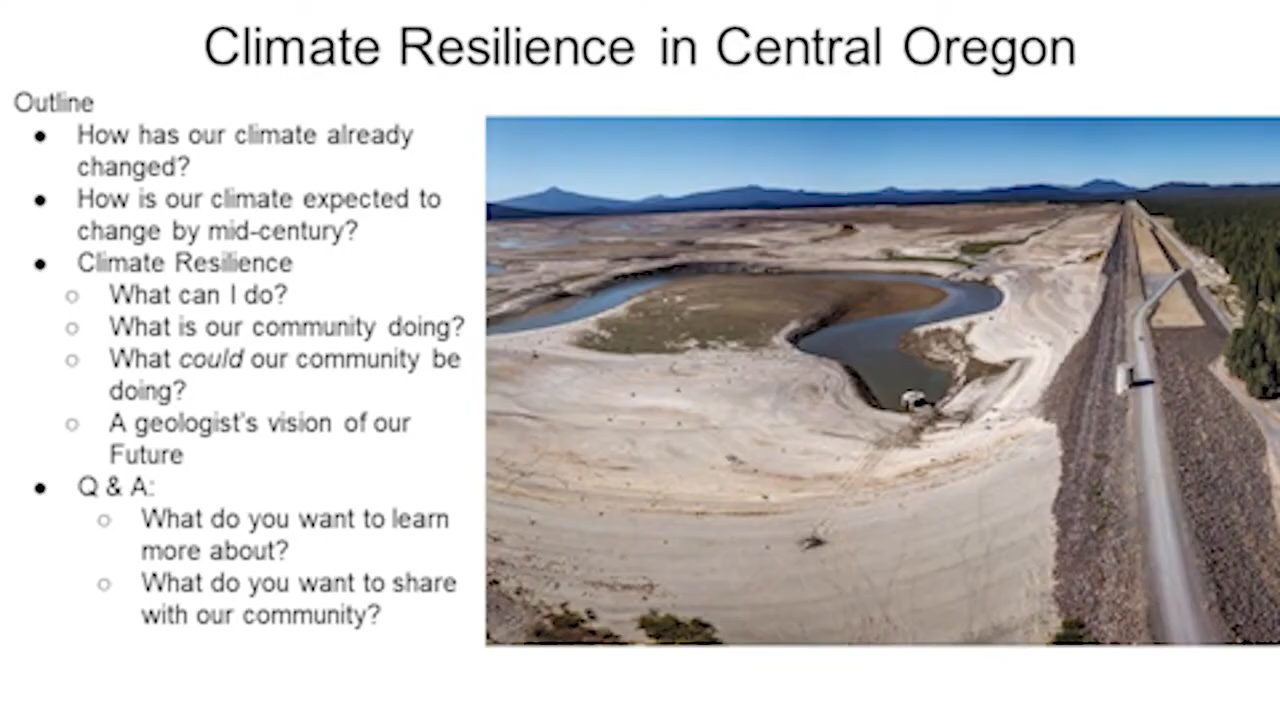 Climate Resilience in Central Oregon
Outline
● How has our climate already
changed?
● How is our climate expected to
change by mid-century?
● Climate Resilience
○ What can I do?
○ What is our community doing?
○ What could our community be
doing?
○ A geologist's vision of our
Future
● Q & A:
○ What do you want to learn
more about?
○ What do you want to share
with our community?